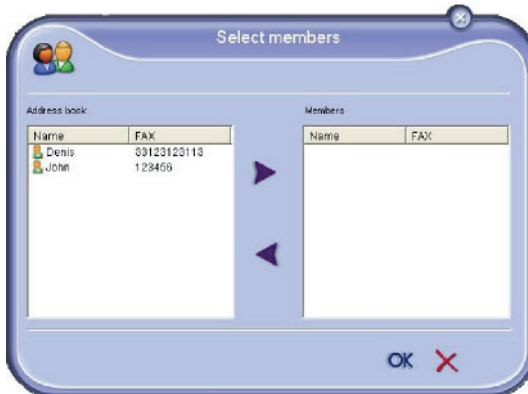 Select members
Address book
Members
Name FAX
Name FAX
Denis 33123123113
John 123456
OK